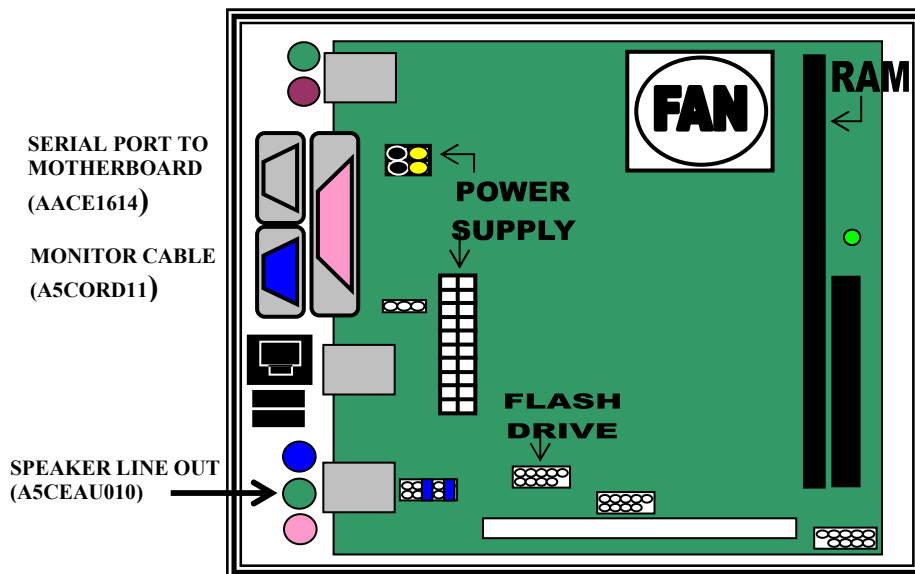 FAN
RAM
SERIAL PORT TO
MOTHERBOARD
(AACE1614)
POWER
SUPPLY
MONITOR CABLE
(A5CORD11)
FLASH
DRIVE
SPEAKER LINE OUT
(A5CEAU010)